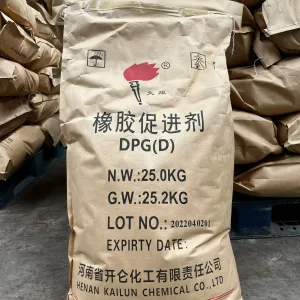 ®
橡胶促进剂
DPG(D)
N.W.:25.0KG
G.W.:25.2KG
LOT NO.: 2022040201
EXPIRTY DATE:
河南省开仑化工有限责任公司
HENAN KAILUN CHEMICAL CO.,LTD